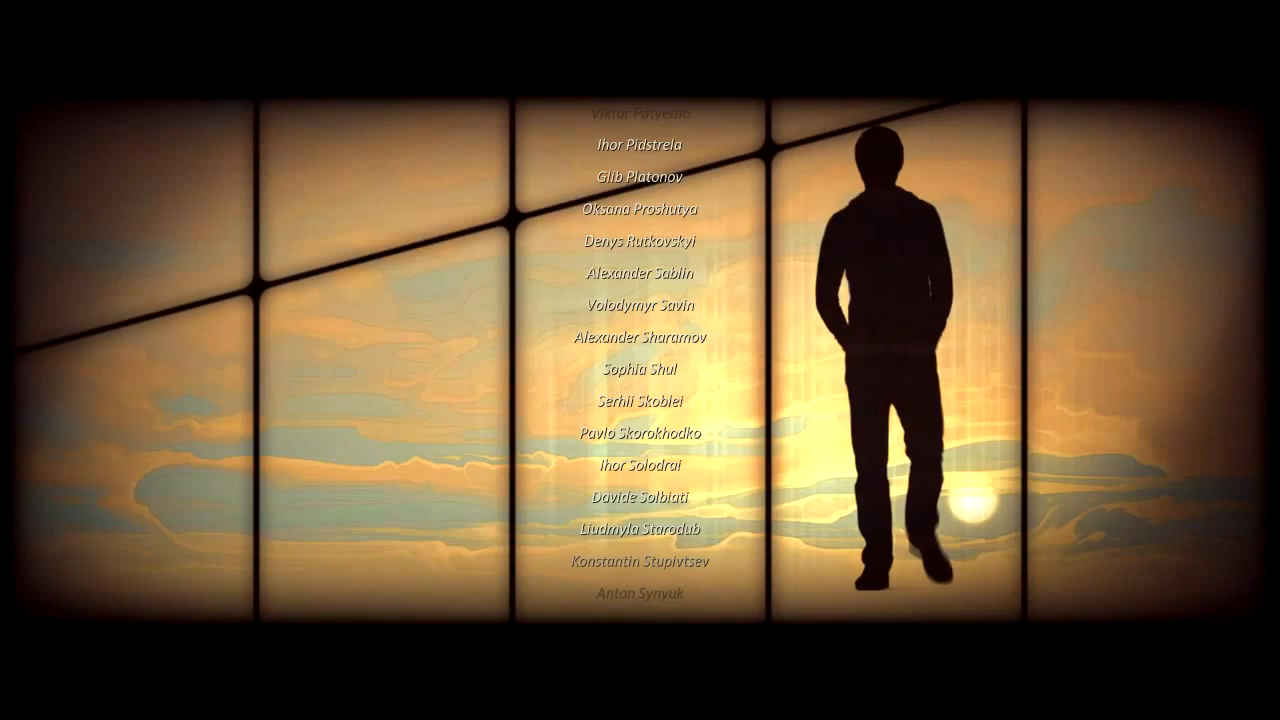 Viktor
Ihor Pidstrela
Glib Platonov
Oksana Proshutya
Denys Rutkovskyi
Alexander Sablin
Volodymyr Savin
Alexander Sharamov
Sophia Shul
Serhii Skoblei
Pavlo Skorokhodko
Ihor Solodrai
Davide Solbiati
Liudmyla Starodub
Konstantin Stupivtsev
Anton Synyuk